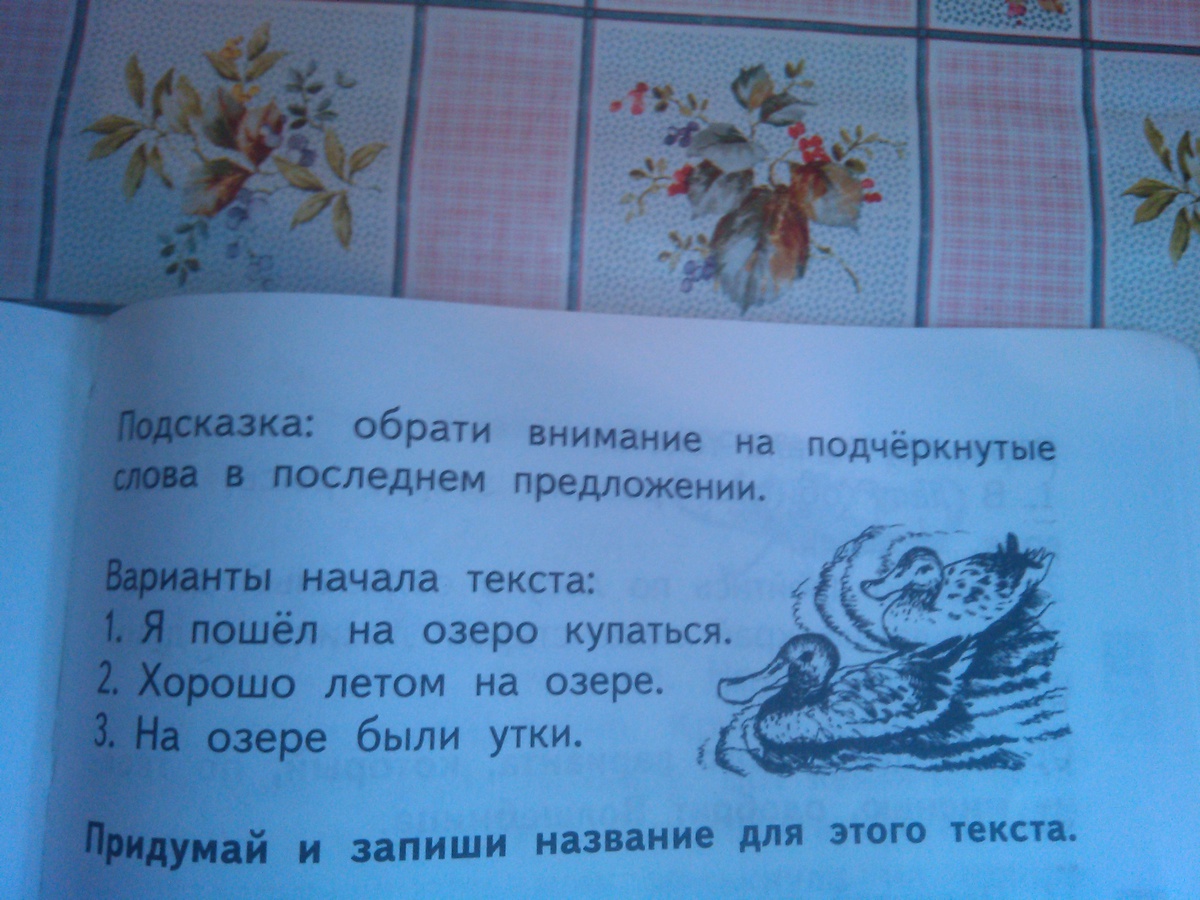 Подсказка: обрати внимание на подчёркнутые
слова в последнем предложении.
Варианты начала текста:
1. Я пошёл на озеро купаться.
2. Хорошо летом на озере.
3. На озере были утки.
Придумай и запиши название для этого текста.